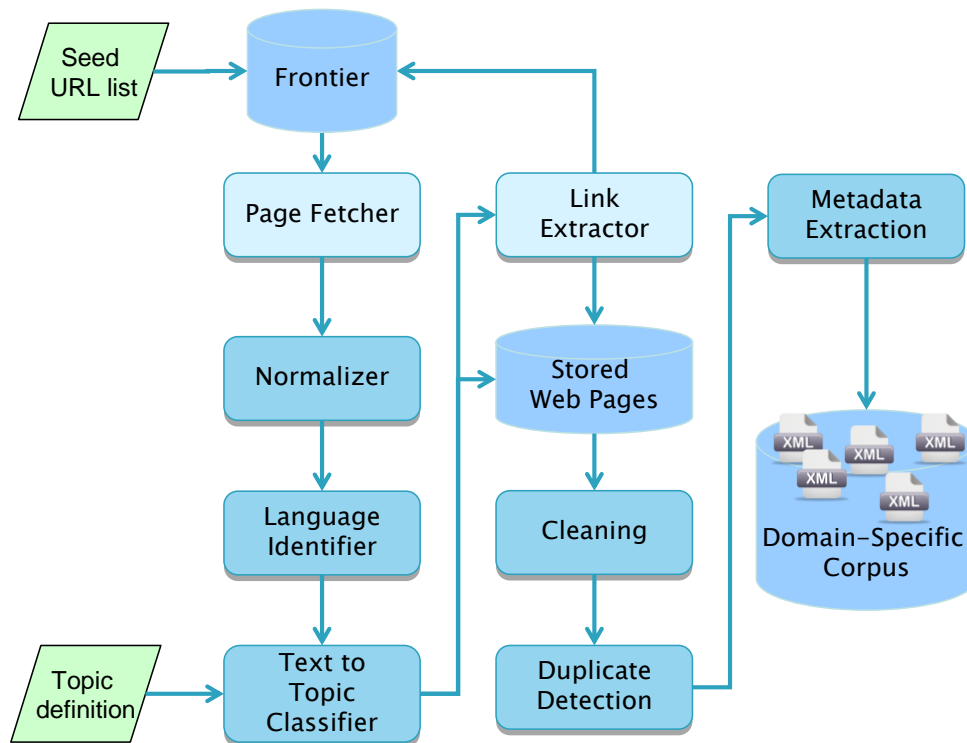 Seed
URL list
Frontier
Page Fetcher
Link
Extractor
Metadata
Extraction
Normalizer
Stored
Web Pages
XML
XML
XML
XML
XML
Language
Identifier
Cleaning
Domain-Specific
Corpus
Topic
definition
Text to
Topic
Classifier
Duplicate
Detection